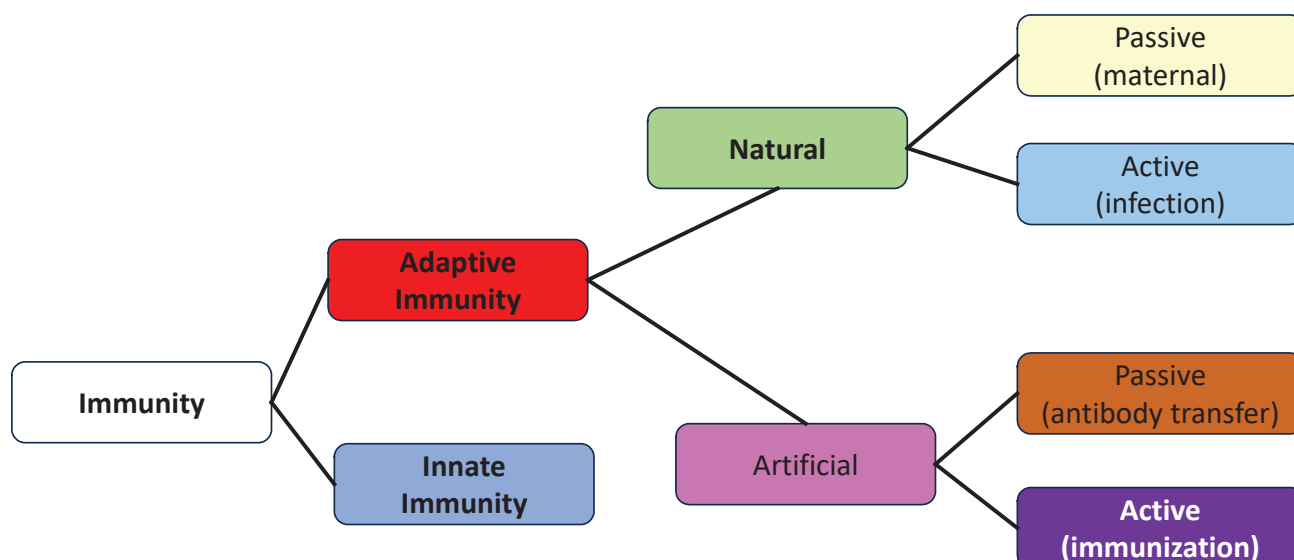 Passive
(maternal)
Natural
Active
(infection)
Adaptive
Immunity
Immunity
Innate
Immunity
Passive
(antibody transfer)
Artificial
Active
(immunization)